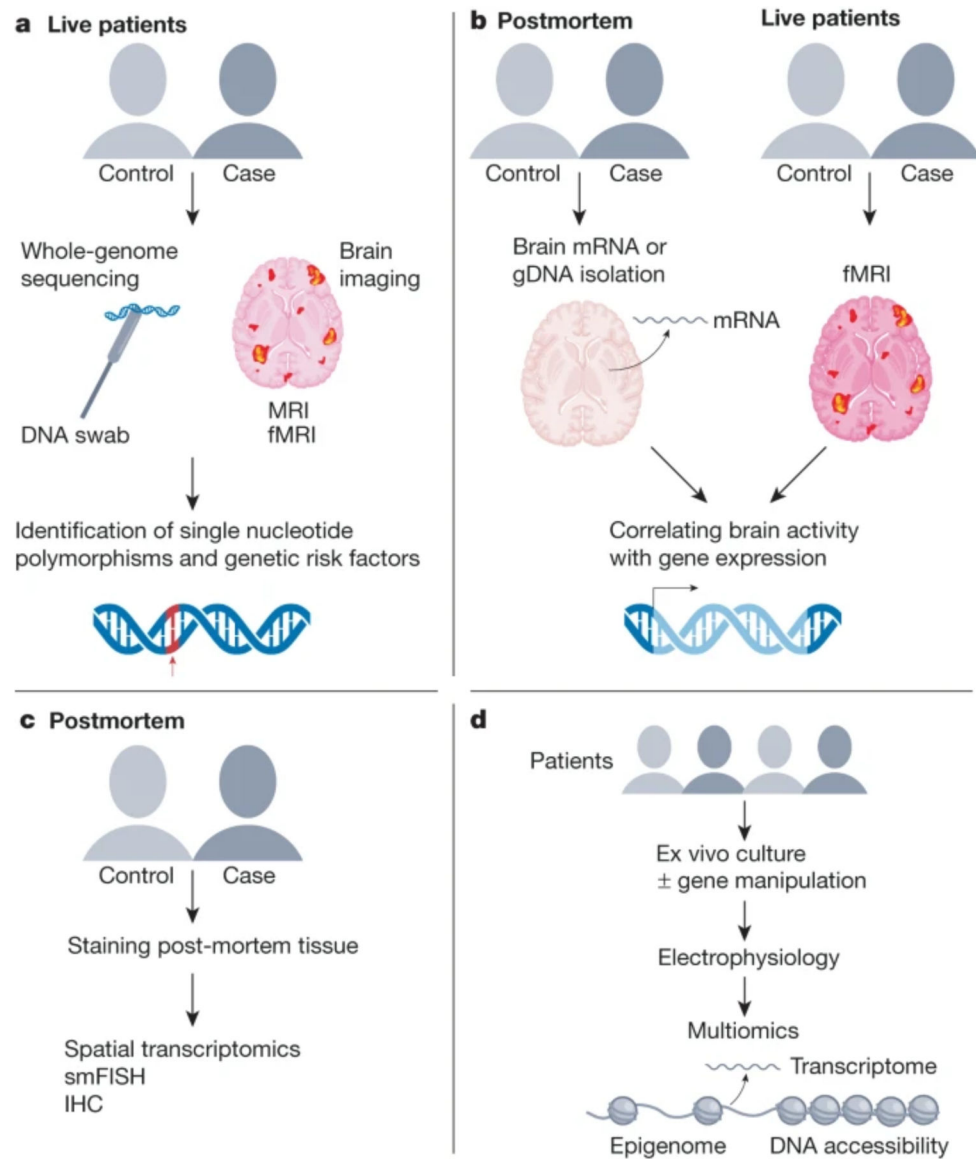 a Live patients
Control Case
Whole-genome
sequencing
Brain
imaging
DNA swab
MRI
fMRI
Identification of single nucleotide
polymorphisms and genetic risk factors
b Postmortem
Live patients
Control Case
Control Case
Brain mRNA or
gDNA isolation
mRNA
fMRI
Correlating brain activity
with gene expression
c Postmortem
Control Case
Staining post-mortem tissue
Spatial transcriptomics
smFISH
IHC
d
Patients
Ex vivo culture
± gene manipulation
Electrophysiology
Multiomics
Transcriptome
Epigenome
DNA accessibility